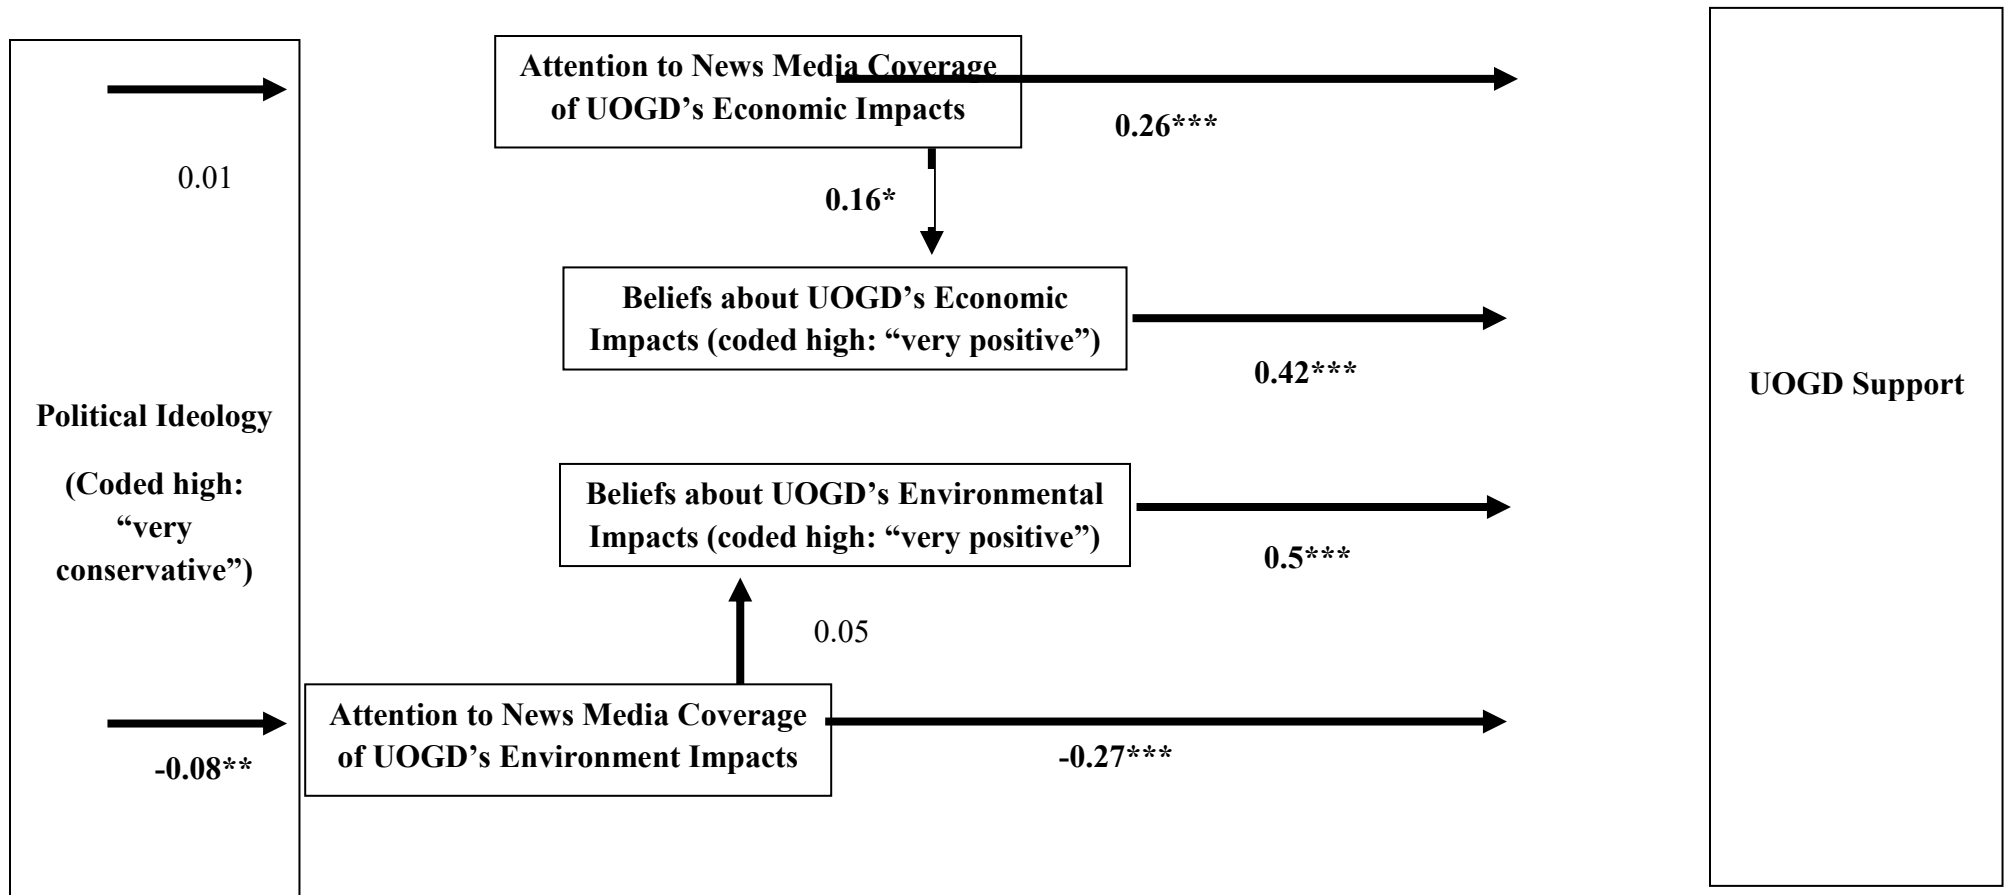 Attention to News Media Coverage
of UOGD’s Economic Impacts
0.26***
0.01
0.16*
Beliefs about UOGD’s Economic
Impacts (coded high: “very positive”)
0.42***
UOGD Support
Political Ideology
(Coded high:
“very
conservative”)
Beliefs about UOGD’s Environmental
Impacts (coded high: “very positive”)
0.5***
0.05
Attention to News Media Coverage
of UOGD’s Environment Impacts
-0.08**
-0.27***